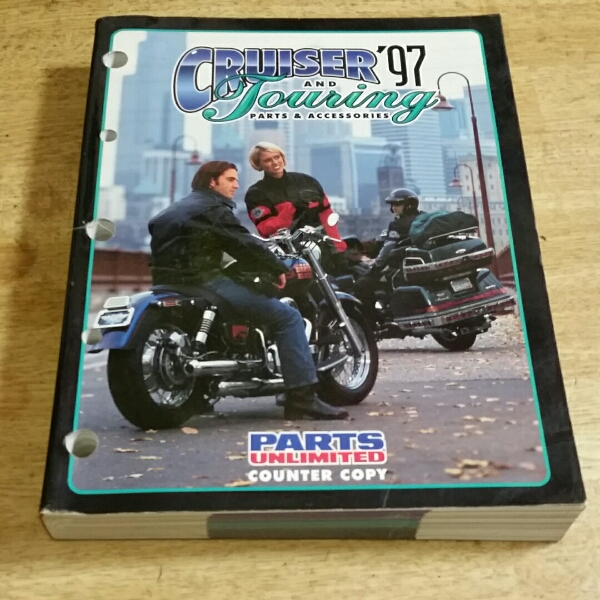 CRUISER '97
AND
Touring
PARTS & ACCESSORIES
PARTS
UNLIMITED
COUNTER COPY